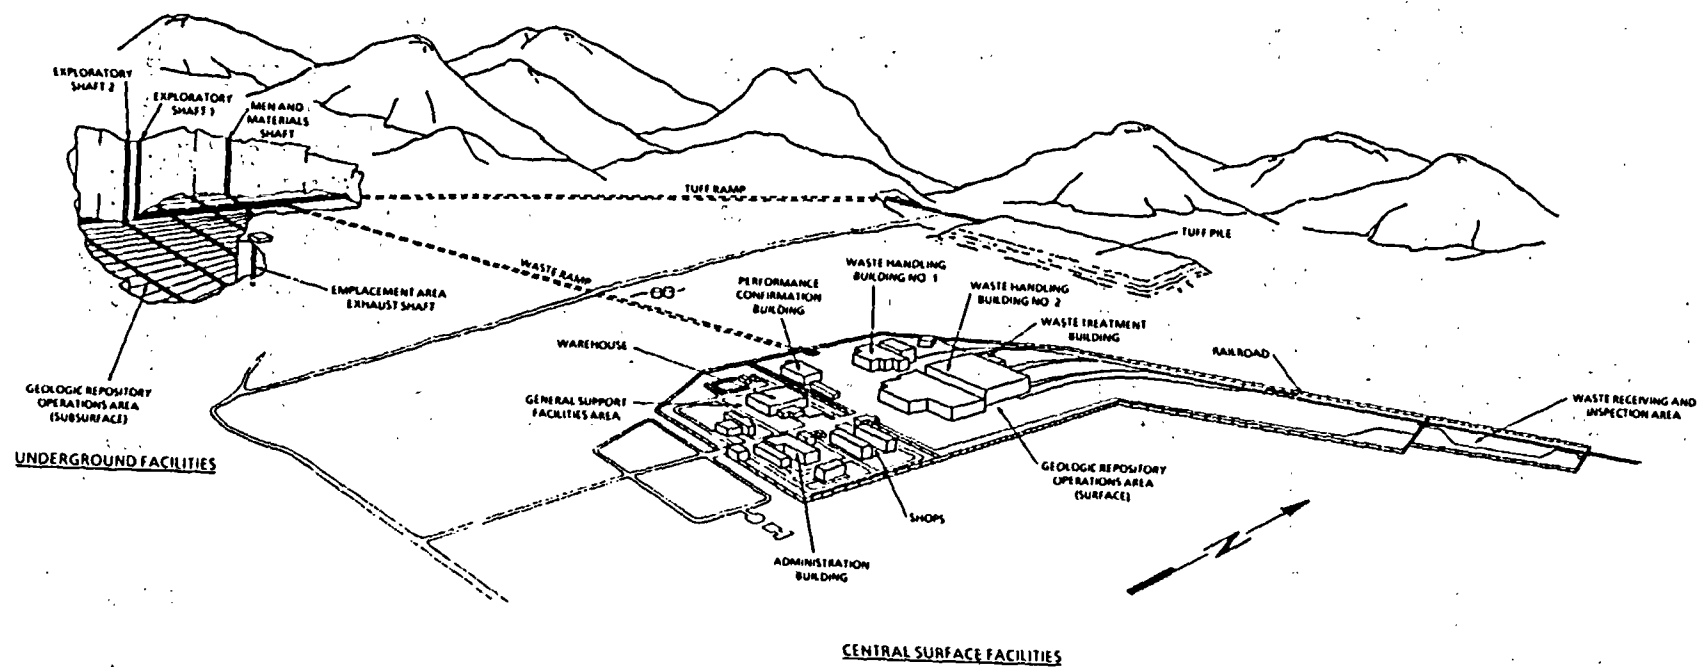 EXPLORATORY
SHAFT 2
EXPLORATORY
SHAFT 1
MEN AND
MATERIALS
SHAFT
TUFF RAMP
TUFF PILE
WASTE RAMP
EMPLACEMENT AREA
EXHAUST SHAFT
PERFORMANCE
CONFIRMATION
BUILDING
WASTE HANDLING
BUILDING NO. 1
WASTE HANDLING
BUILDING NO. 2
WASTE TREATMENT
BUILDING
WAREHOUSE
RAILROAD
GENERAL SUPPORT
FACILITIES AREA
WASTE RECEIVING AND
INSPECTION AREA
GEOLOGIC REPOSITORY
OPERATIONS AREA
(SUBSURFACE)
UNDERGROUND FACILITIES
GEOLOGIC REPOSITORY
OPERATIONS AREA
(SURFACE)
SHOPS
ADMINISTRATION
BUILDING
N
CENTRAL SURFACE FACILITIES